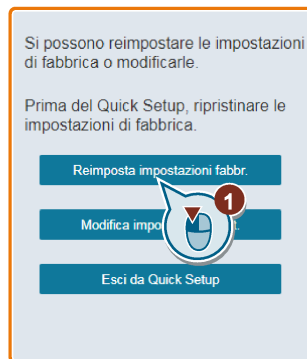 Si possono reimpostare le impostazioni
di fabbrica o modificarle.
Prima del Quick Setup, ripristinare le
impostazioni di fabbrica.
Reimposta impostazioni fabbr.
1
Modifica
Esci da Quick Setup